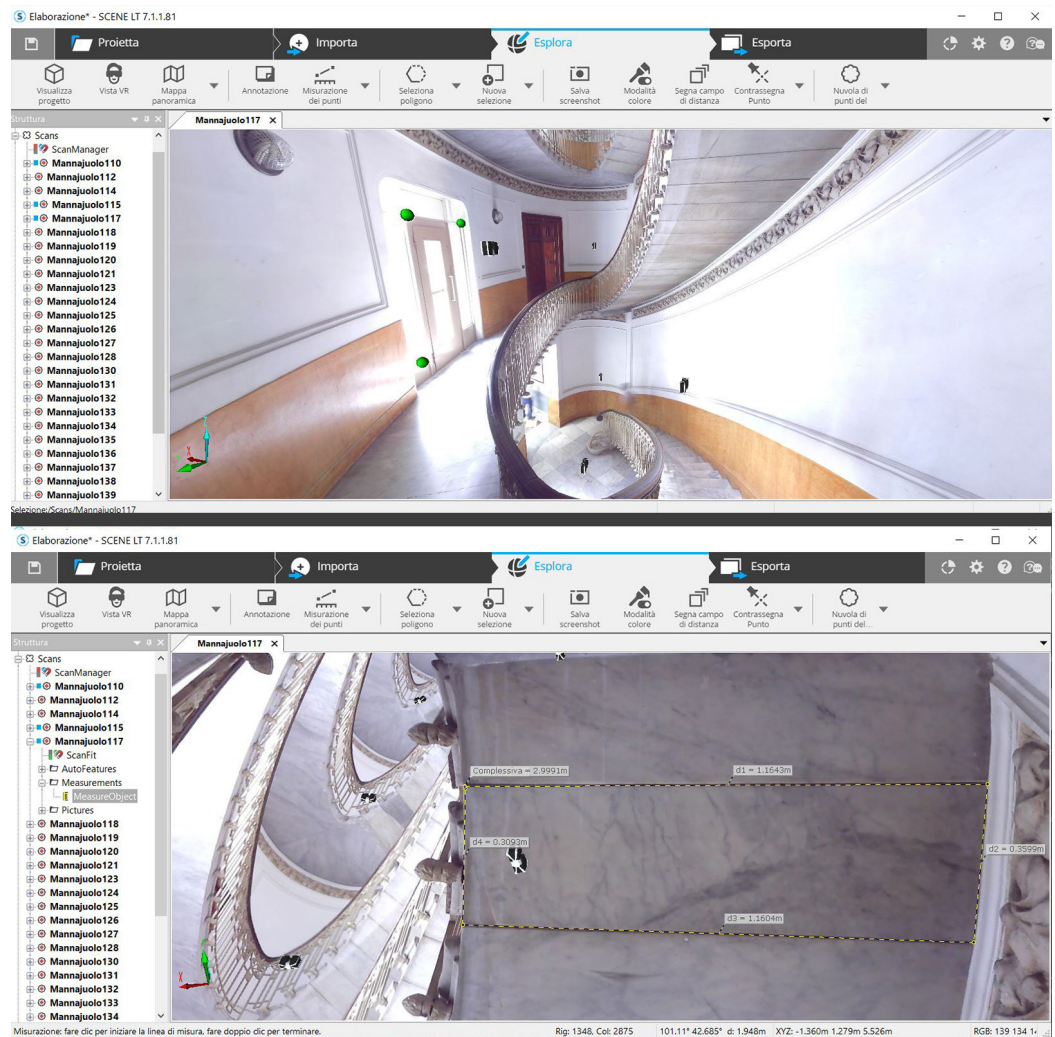 Elaborazione* - SCENE LT 7.1.1.81
Proietta
Importa
Esplora
Esporta
Visualizza progetto
Vista VR
Mappa panoramica
Annotazione
Misurazione dei punti
Seleziona poligono
Nuova selezione
Salva screenshot
Modalità colore
Segna campo di distanza
Contrassegna Punto
Nuvola di punti del
Struttura
Mannajuolo117
Scans
ScanManager
Mannajuolo110
Mannajuolo112
Mannajuolo114
Mannajuolo115
Mannajuolo117
Mannajuolo118
Mannajuolo119
Mannajuolo120
Mannajuolo121
Mannajuolo123
Mannajuolo124
Mannajuolo125
Mannajuolo126
Mannajuolo127
Mannajuolo128
Mannajuolo130
Mannajuolo131
Mannajuolo132
Mannajuolo133
Mannajuolo134
Mannajuolo135
Mannajuolo136
Mannajuolo137
Mannajuolo138
Mannajuolo139
X
Selezione:/Scans/Mannajuolo117
Elaborazione* - SCENE LT 7.1.1.81
Proietta
Importa
Esplora
Esporta
Visualizza progetto
Vista VR
Mappa panoramica
Annotazione
Misurazione dei punti
Seleziona poligono
Nuova selezione
Salva screenshot
Modalità colore
Segna campo di distanza
Contrassegna Punto
Nuvola di punti del...
Struttura
Mannajuolo117
Scans
ScanManager
Mannajuolo110
Mannajuolo112
Mannajuolo114
Mannajuolo115
Mannajuolo117
ScanFit
AutoFeatures
Measurements
MeasureObject
Pictures
Mannajuolo118
Mannajuolo119
Mannajuolo120
Mannajuolo121
Mannajuolo123
Mannajuolo124
Mannajuolo125
Mannajuolo126
Mannajuolo127
Mannajuolo128
Mannajuolo130
Mannajuolo131
Mannajuolo132
Mannajuolo133
Mannajuolo134
Complessiva = 2.9991m
d1 = 1.1643m
d4 = 0.3093m
d2 = 0.3599m
d3 = 1.1604m
X
Misurazione: fare clic per iniziare la linea di misura, fare doppio clic per terminare.
Rig: 1348, Col: 2875
101.11° 42.685° d: 1.948m
XYZ: -1.360m 1.279m 5.526m
RGB: 139 134